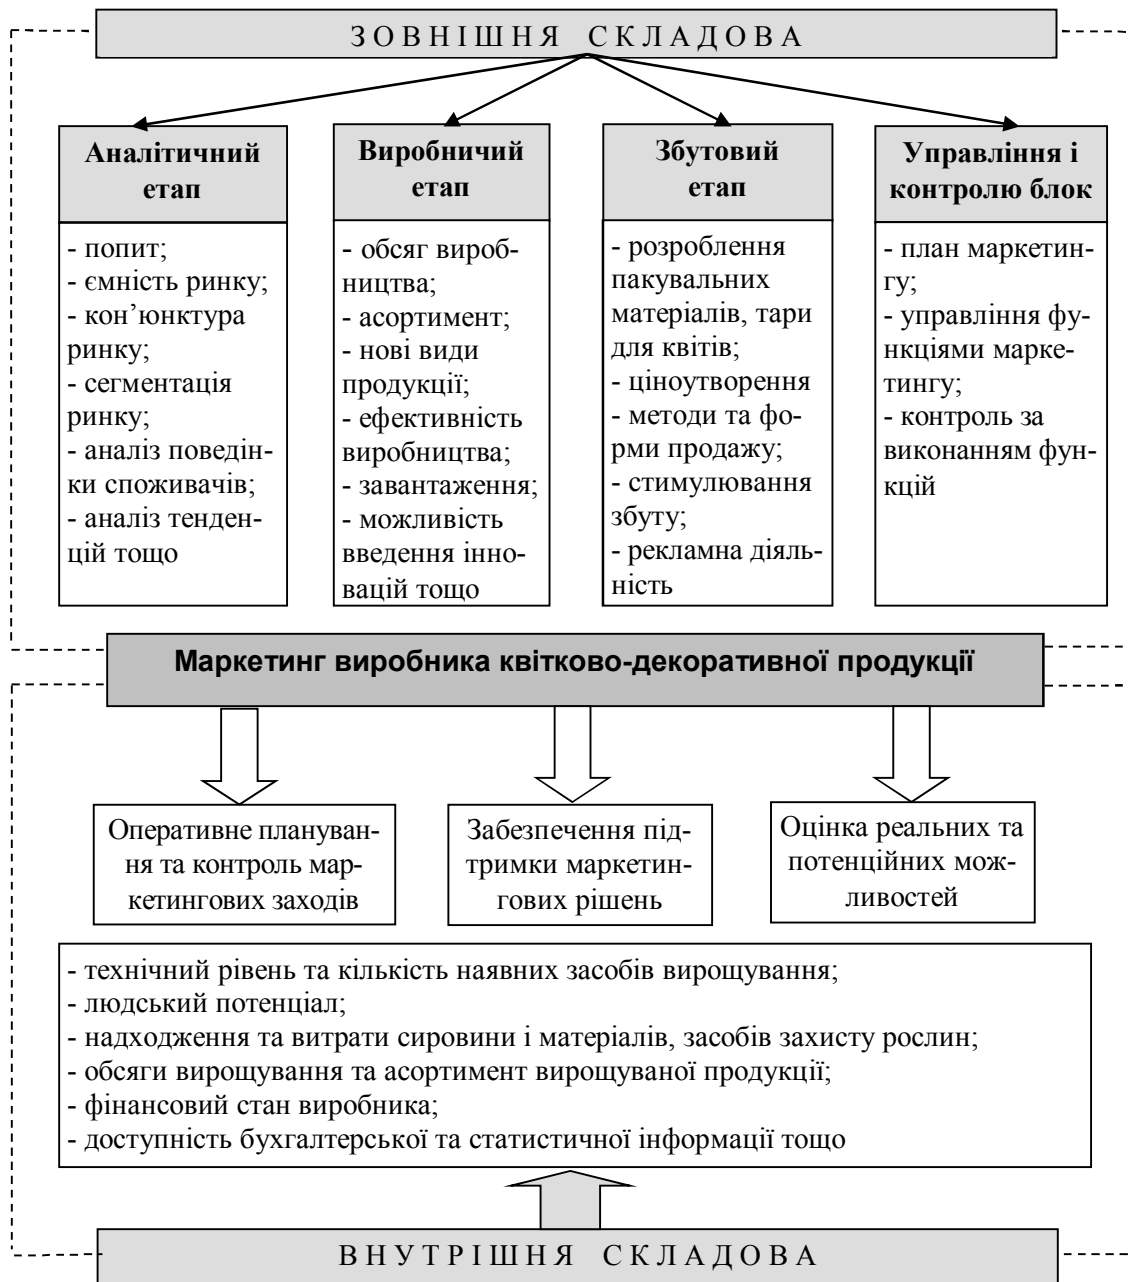 ЗОВНІШНЯ СКЛАДОВА
Аналітичний
етап
- попит;
- ємність ринку;
- кон’юнктура
ринку;
- сегментація
ринку;
- аналіз поведін-
ки споживачів;
- аналіз тенден-
цій тощо
Виробничий
етап
- обсяг вироб-
ництва;
- асортимент;
- нові види
продукції;
- ефективність
виробництва;
- завантаження;
- можливість
введення інно-
вацій тощо
Збутовий
етап
- розроблення
пакувальних
матеріалів, тари
для квітів;
- ціноутворення
- методи та фо-
рми продажу;
- стимулювання
збуту;
- рекламна діяль-
ність
Управління і
контролю блок
- план маркетин-
гу;
- управління фу-
нкціями марке-
тингу;
- контроль за
виконанням фун-
кцій
Маркетинг виробника квітково-декоративної продукції
Оперативне плануван-
ня та контроль мар-
кетингових заходів
Забезпечення під-
тримки маркетин-
гових рішень
Оцінка реальних та
потенційних мож-
ливостей
- технічний рівень та кількість наявних засобів вирощування;
- людський потенціал;
- надходження та витрати сировини і матеріалів, засобів захисту рослин;
- обсяги вирощування та асортимент вирощуваної продукції;
- фінансовий стан виробника;
- доступність бухгалтерської та статистичної інформації тощо
ВНУТРІШНЯ СКЛАДОВА